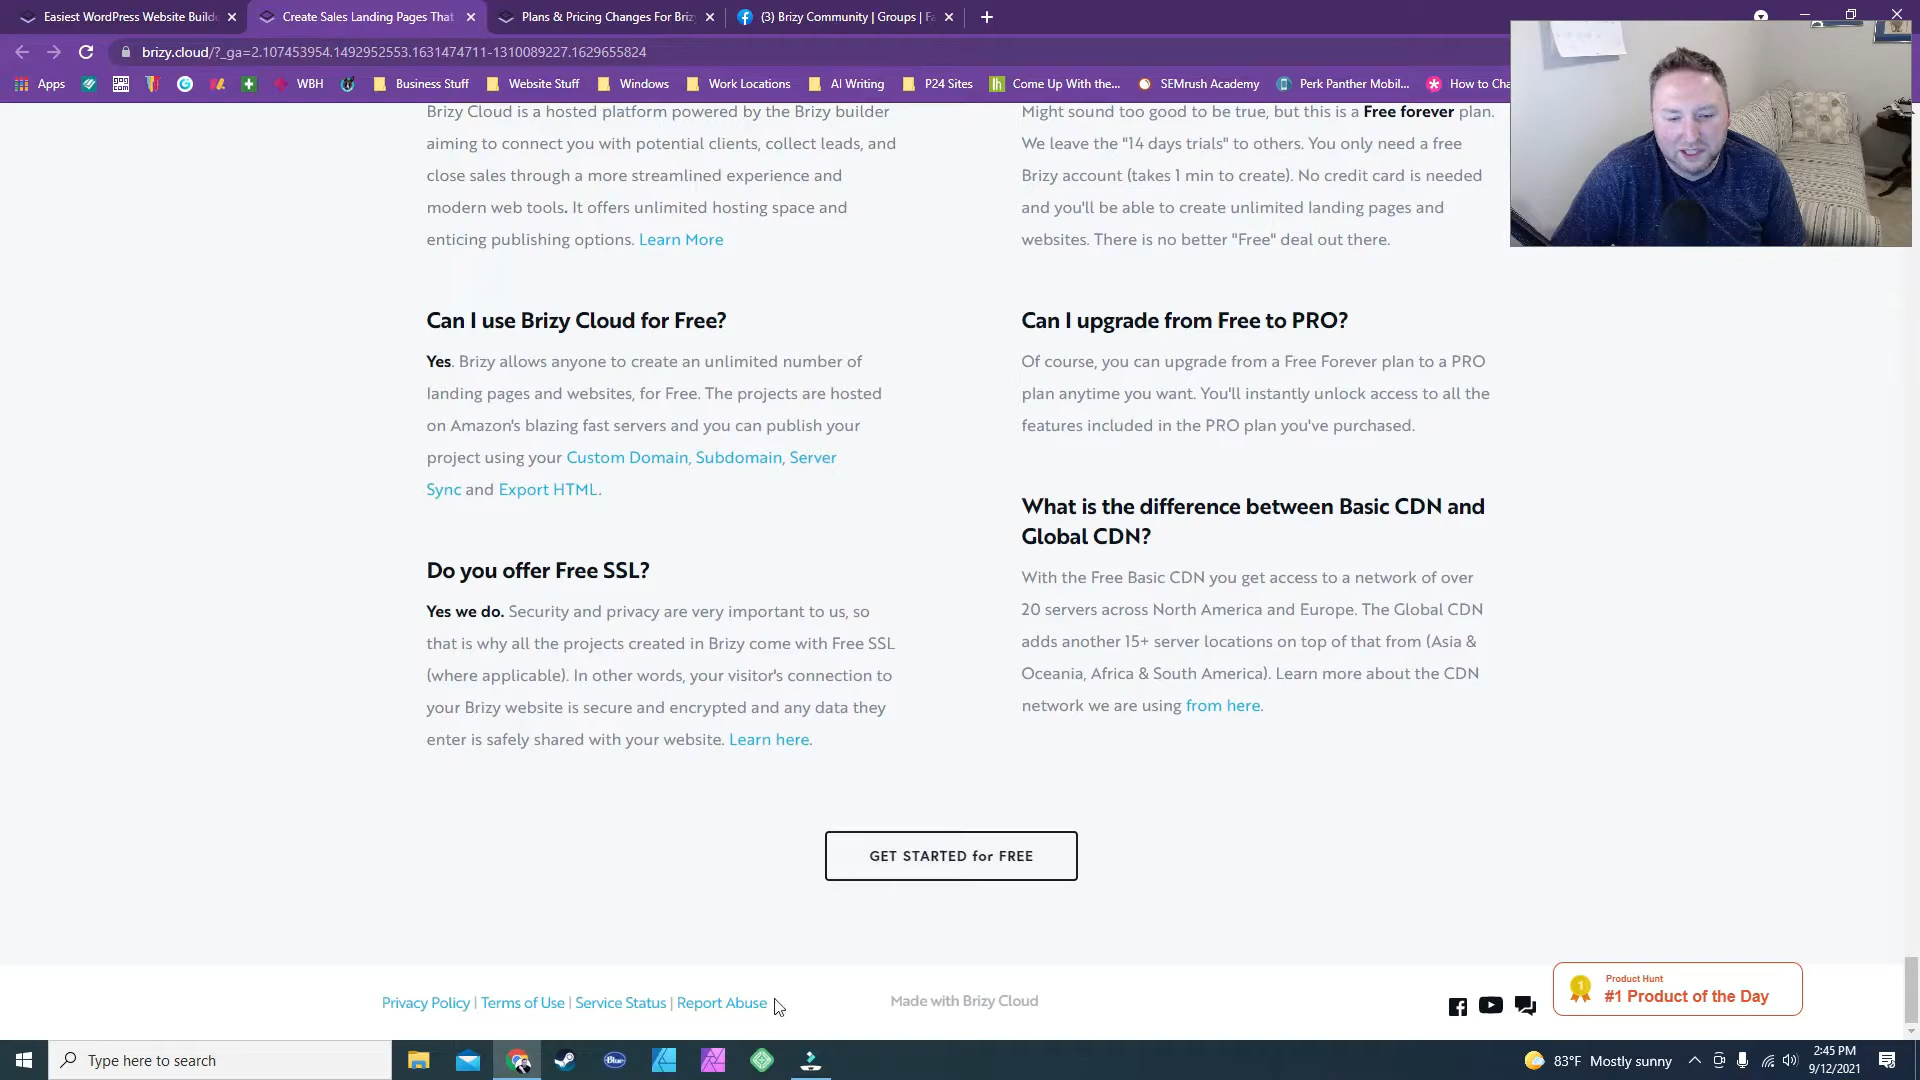 Easiest WordPress Website Build
Create Sales Landing Pages That
Plans & Pricing Changes For Briz
(3) Brizy Community | Groups | Fa
brizy.cloud/?_ga=2.107453954.1492952553.1631474711-1310089227.1629655824
Apps
WBH
Business Stuff
Website Stuff
Windows
Work Locations
AI Writing
P24 Sites
Come Up With the...
SEMrush Academy
Perk Panther Mobil...
How to Cha
Brizy Cloud is a hosted platform powered by the Brizy builder
aiming to connect you with potential clients, collect leads, and
close sales through a more streamlined experience and
modern web tools. It offers unlimited hosting space and
enticing publishing options. Learn More
Can I use Brizy Cloud for Free?
Yes. Brizy allows anyone to create an unlimited number of
landing pages and websites, for Free. The projects are hosted
on Amazon's blazing fast servers and you can publish your
project using your Custom Domain, Subdomain, Server
Sync and Export HTML.
Do you offer Free SSL?
Yes we do. Security and privacy are very important to us, so
that is why all the projects created in Brizy come with Free SSL
(where applicable). In other words, your visitor's connection to
your Brizy website is secure and encrypted and any data they
enter is safely shared with your website. Learn here.
Might sound too good to be true, but this is a Free forever plan.
We leave the "14 days trials" to others. You only need a free
Brizy account (takes 1 min to create). No credit card is needed
and you'll be able to create unlimited landing pages and
websites. There is no better "Free" deal out there.
Can I upgrade from Free to PRO?
Of course, you can upgrade from a Free Forever plan to a PRO
plan anytime you want. You'll instantly unlock access to all the
features included in the PRO plan you've purchased.
What is the difference between Basic CDN and
Global CDN?
With the Free Basic CDN you get access to a network of over
20 servers across North America and Europe. The Global CDN
adds another 15+ server locations on top of that from (Asia &
Oceania, Africa & South America). Learn more about the CDN
network we are using from here.
GET STARTED for FREE
Privacy Policy | Terms of Use | Service Status | Report Abuse
Made with Brizy Cloud
Product Hunt
#1 Product of the Day
1
Type here to search
Blue
83°F Mostly sunny
2:45 PM
9/12/2021